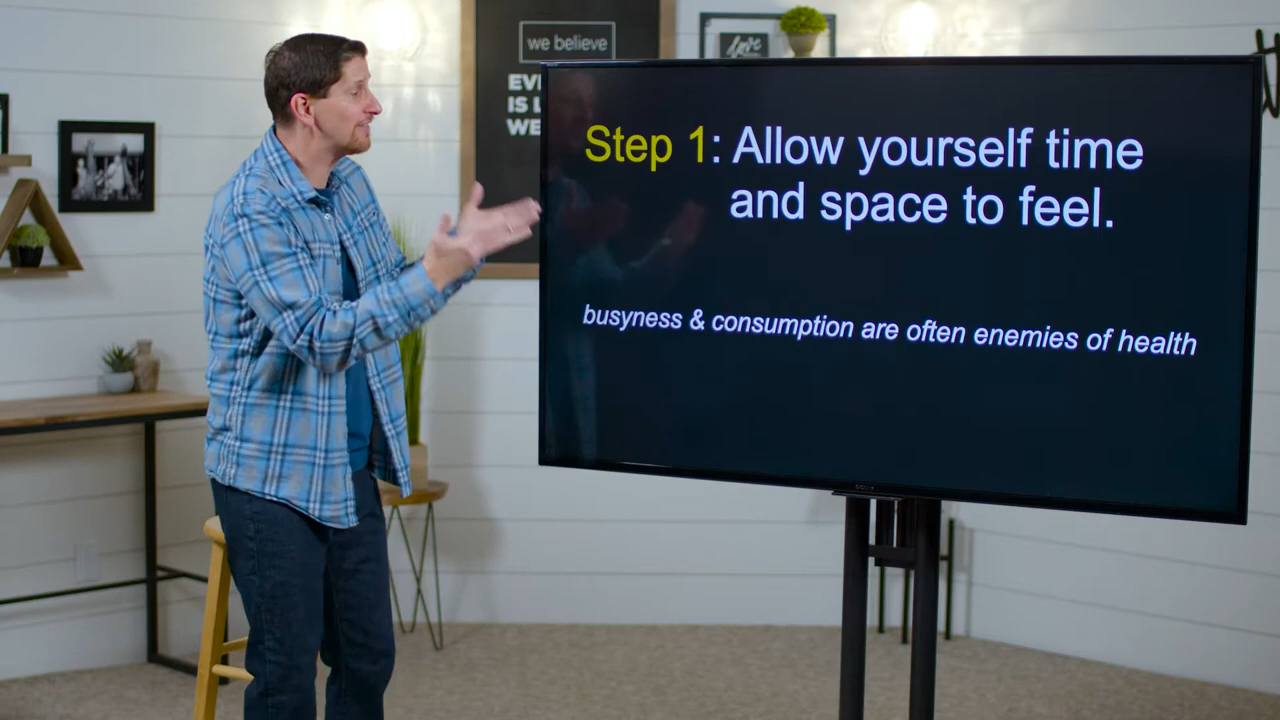 we believe
love
IS
WE
Step 1: Allow yourself time
and space to feel.
busyness & consumption are often enemies of health
SONY